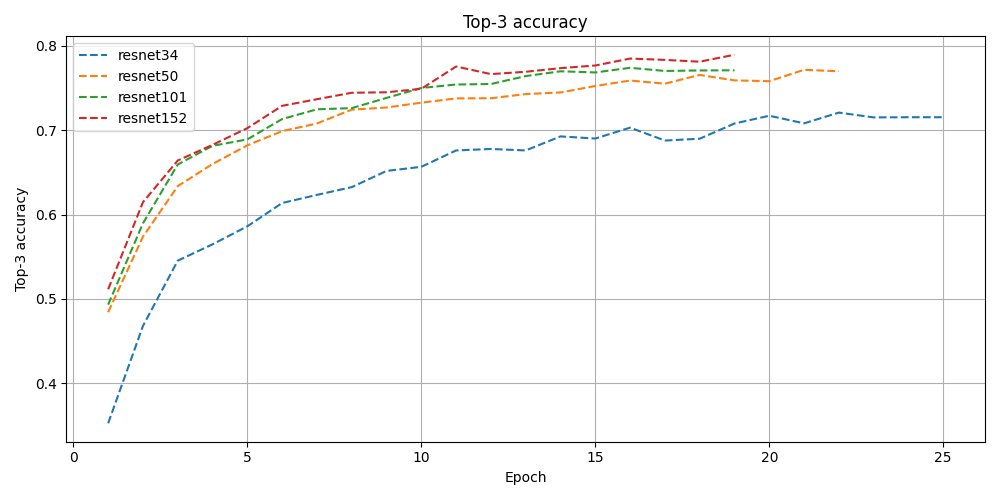 Top-3 accuracy
resnet34
resnet50
resnet101
resnet152
0.8
0.7
0.6
0.5
0.4
Top-3 accuracy
0 5 10 15 20 25
Epoch